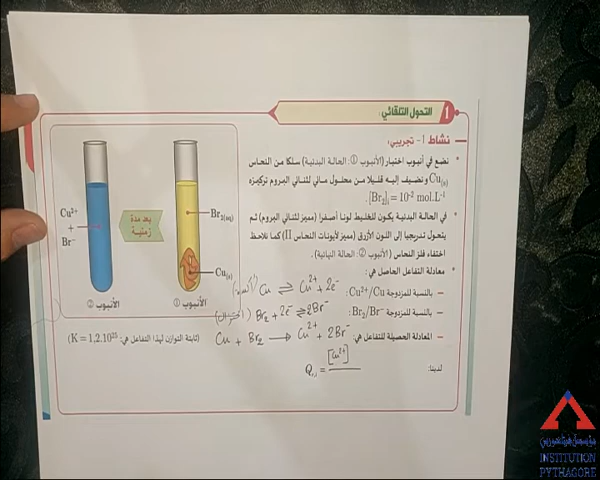 1 التحول التلقائي
نشاط 1- تجريبي:
• نضع في أنبوب اختبار (الأنبوب ①: الحالة البدئية) سلكا من النحاس
Cu(s) ونضيف إليه قليلا من محلول مائي لثنائي البروم تركيزه
[Br2]i = 10⁻² mol.L⁻¹.
• في الحالة البدئية يكون للخليط لونا أصفرا (مميز لثنائي البروم) ثم
يتحول تدريجيا إلى اللون الأزرق (مميز لأيونات النحاس II) كما نلاحظ
اختفاء فلز النحاس (الأنبوب ②: الحالة النهائية).
• معادلة التفاعل الحاصل هي:
– بالنسبة للمزدوجة Cu²⁺/Cu: Cu ⇌ Cu²⁺ + 2e⁻
– بالنسبة للمزدوجة Br₂/Br⁻: Br₂ + 2e⁻ ⇌ 2Br⁻
– المعادلة الحصيلة للتفاعل هي: Cu + Br₂ → Cu²⁺ + 2Br⁻ (ثابتة التوازن لهذا التفاعل هي: K = 1,2.10²⁵)
لدينا: Qr,i = [Cu²⁺]
Cu²⁺
+
Br⁻
بعد مدة
زمنية
Br2(aq)
Cu(s)
الأنبوب ①
الأنبوب ②
مؤسسة فيتاغورس
INSTITUTION
PYTHAGORE